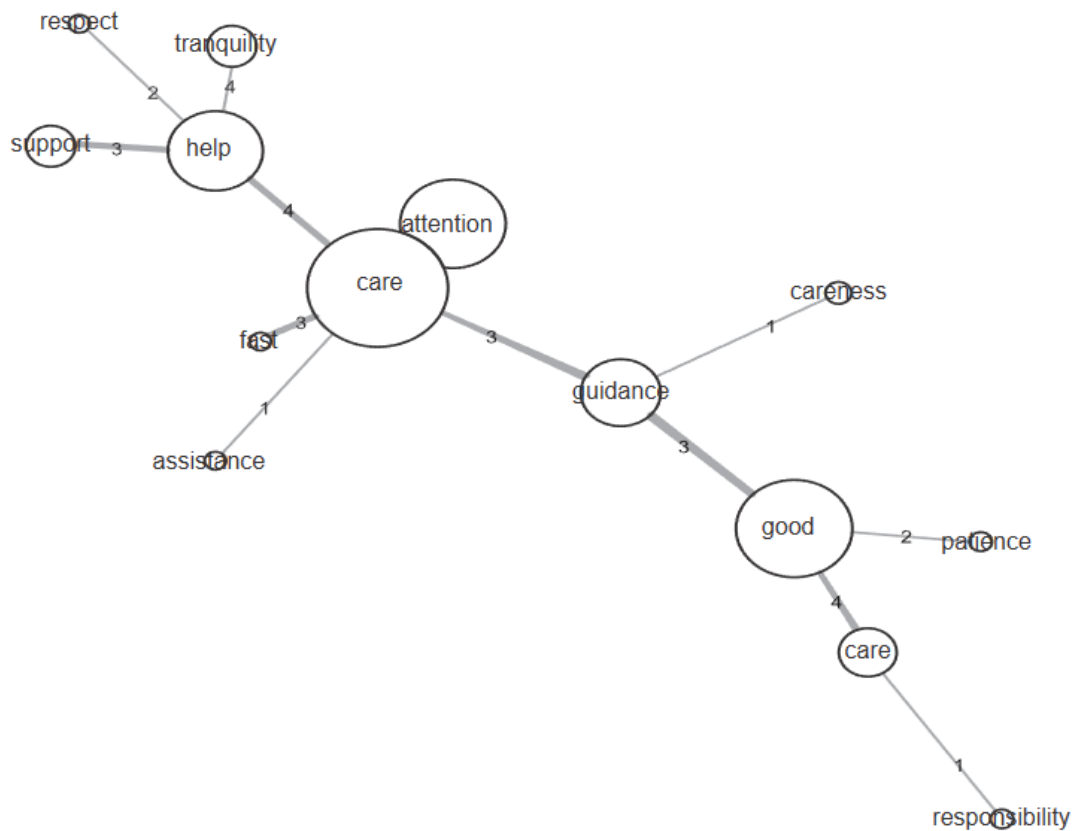 respect
tranquility
2
4
support
3
help
4
attention
care
fast
3
3
careness
1
guidance
1
assistance
3
good
2
patience
4
care
1
responsibility